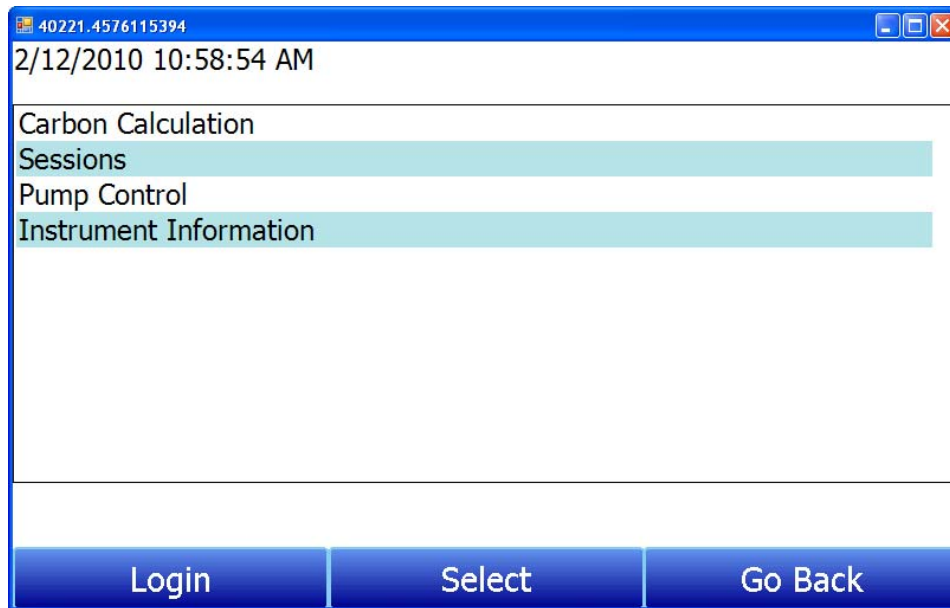 40221.4576115394
2/12/2010 10:58:54 AM
Carbon Calculation
Sessions
Pump Control
Instrument Information
Login Select Go Back